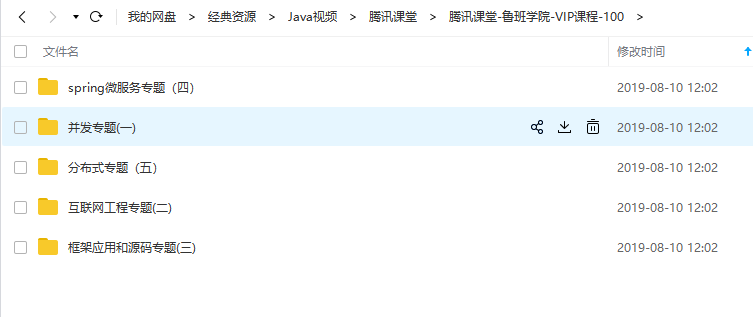 我的网盘 > 经典资源 > Java视频 > 腾讯课堂 > 腾讯课堂-鲁班学院-VIP课程-100 >
文件名 修改时间
spring微服务专题（四） 2019-08-10 12:02
并发专题(一) 2019-08-10 12:02
分布式专题（五） 2019-08-10 12:02
互联网工程专题(二) 2019-08-10 12:02
框架应用和源码专题(三) 2019-08-10 12:02